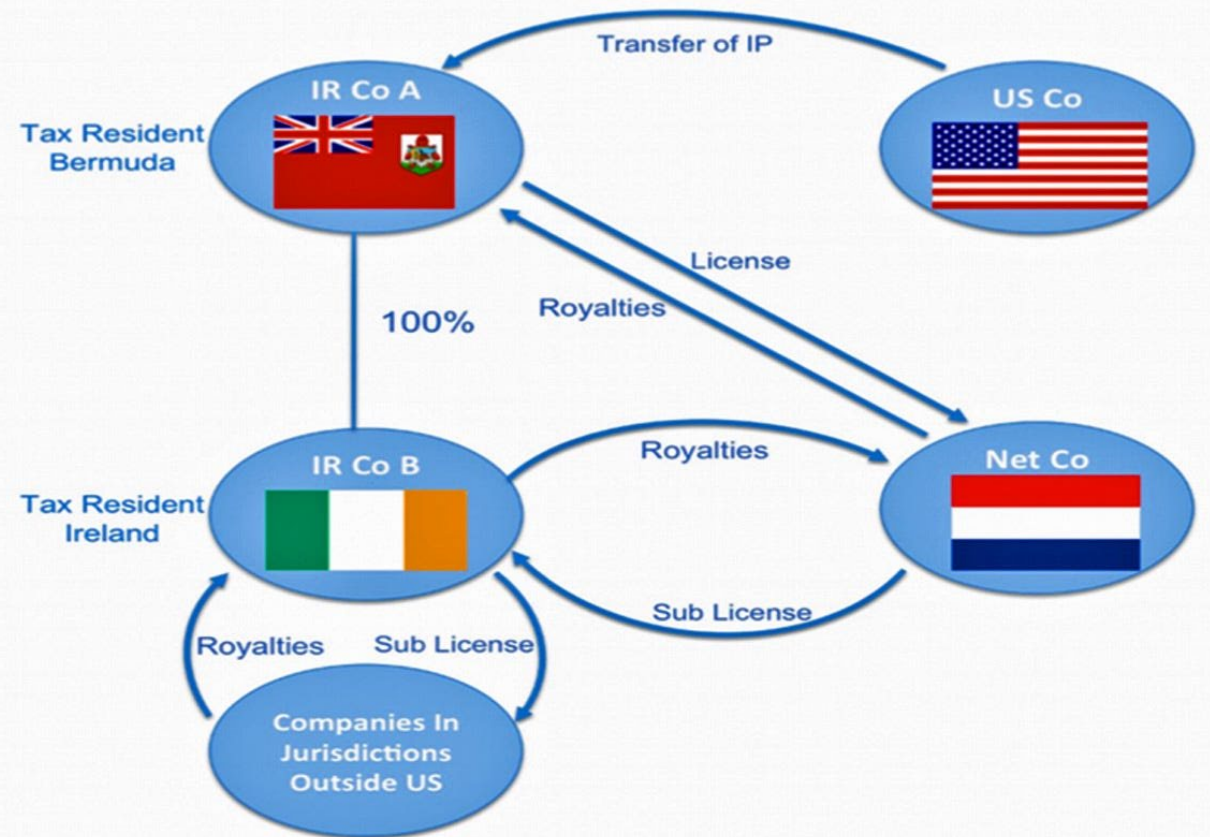 Transfer of IP
IR Co A
US Co
Tax Resident
Bermuda
License
Royalties
100%
IR Co B
Royalties
Net Co
Tax Resident
Ireland
Sub License
Royalties
Sub License
Companies In
Jurisdictions
Outside US